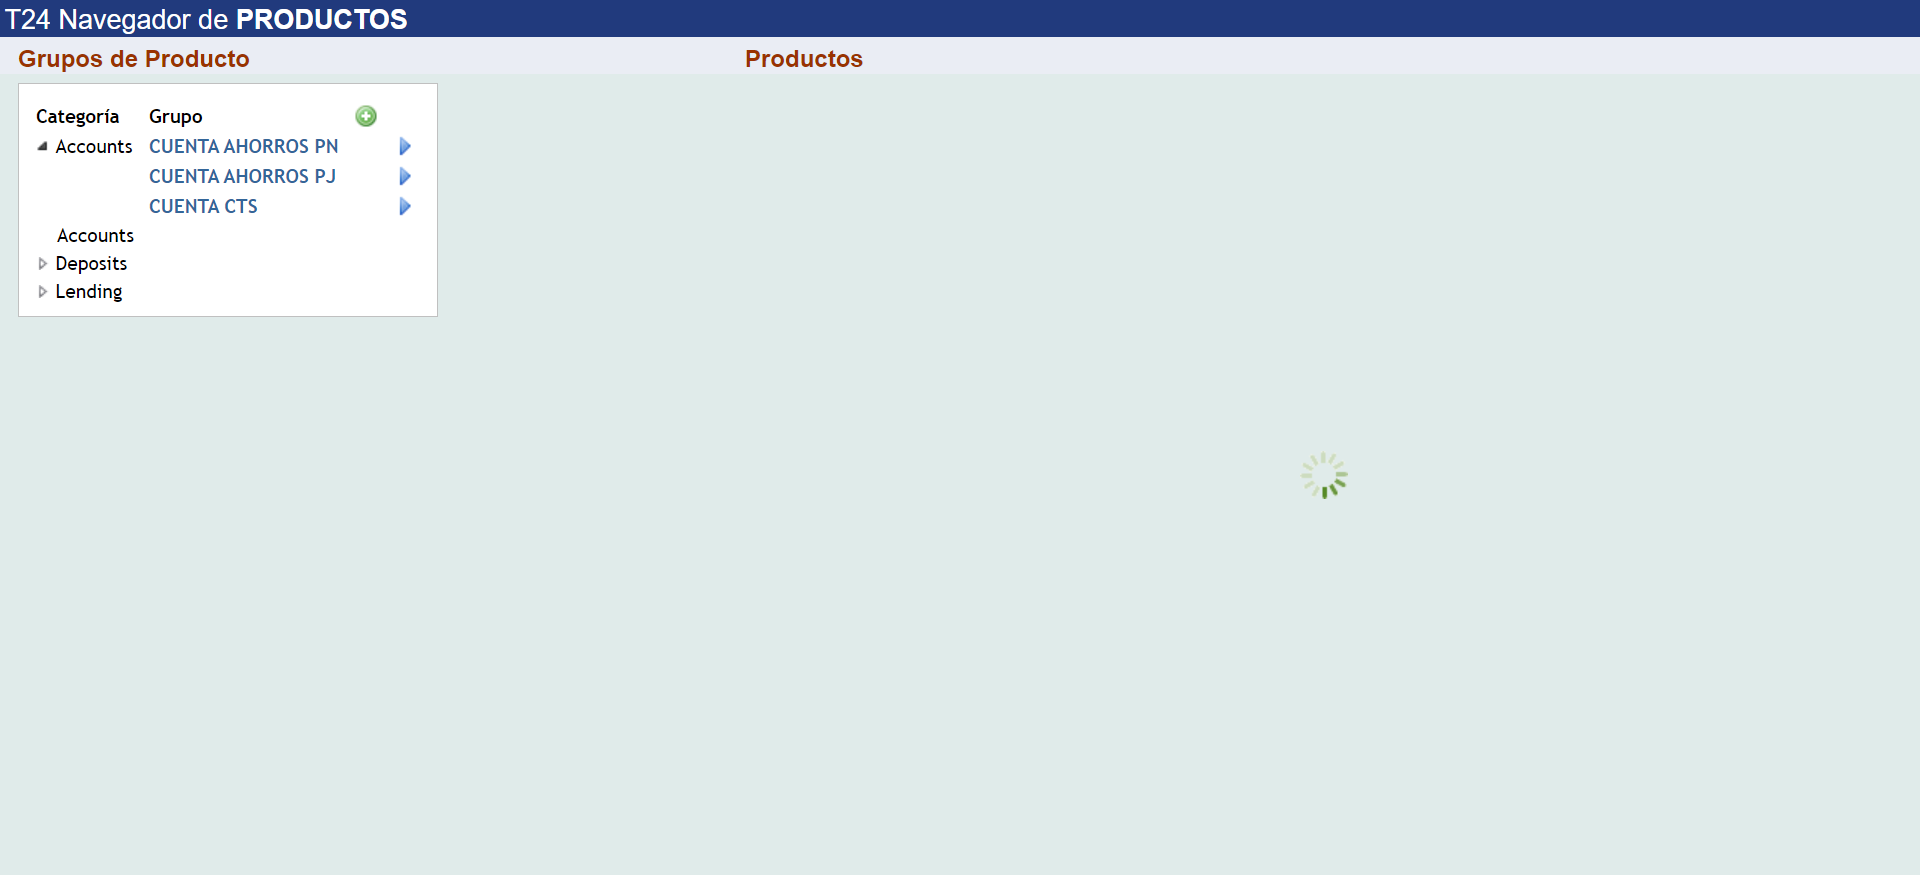 T24 Navegador de PRODUCTOS
Grupos de Producto
Productos
Categoría Grupo
Accounts CUENTA AHORROS PN
CUENTA AHORROS PJ
CUENTA CTS
Accounts
Deposits
Lending